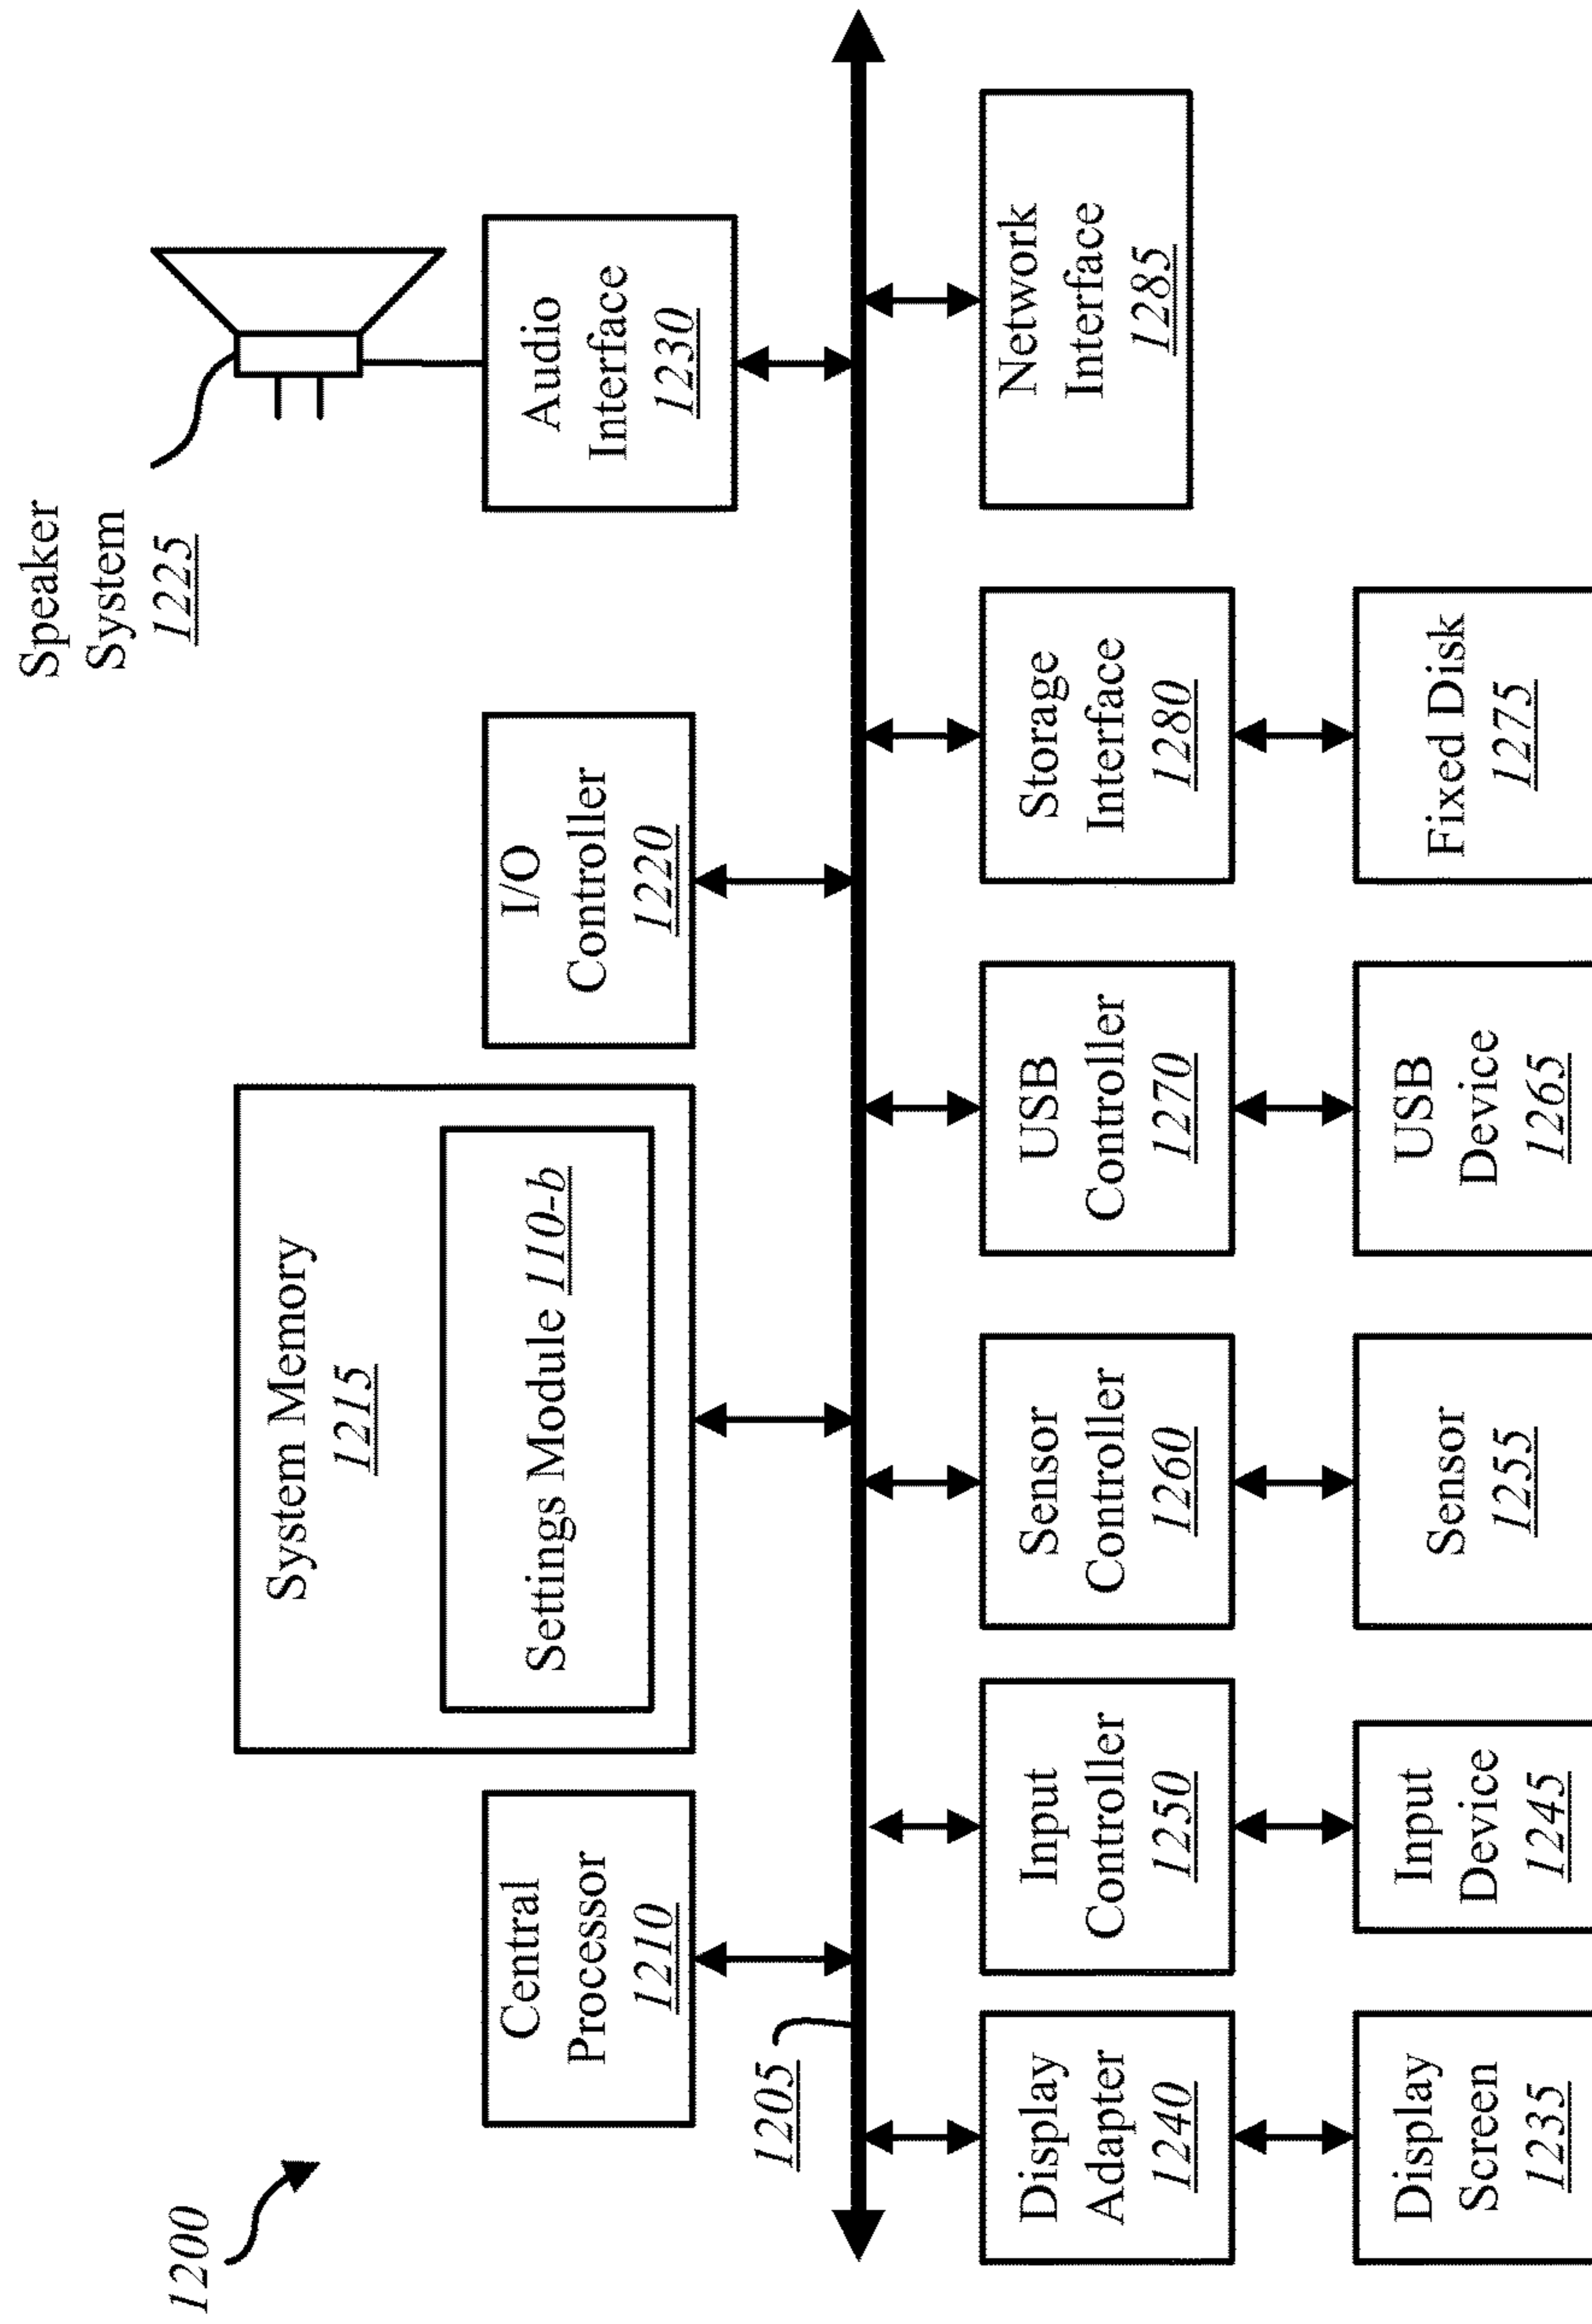 1200
Speaker
System
1225
System Memory
1215
Settings Module 110-b
Central
Processor
1210
I/O
Controller
1220
Audio
Interface
1230
1205
Display
Adapter
1240
Input
Controller
1250
Sensor
Controller
1260
USB
Controller
1270
Storage
Interface
1280
Network
Interface
1285
Display
Screen
1235
Input
Device
1245
Sensor
1255
USB
Device
1265
Fixed Disk
1275